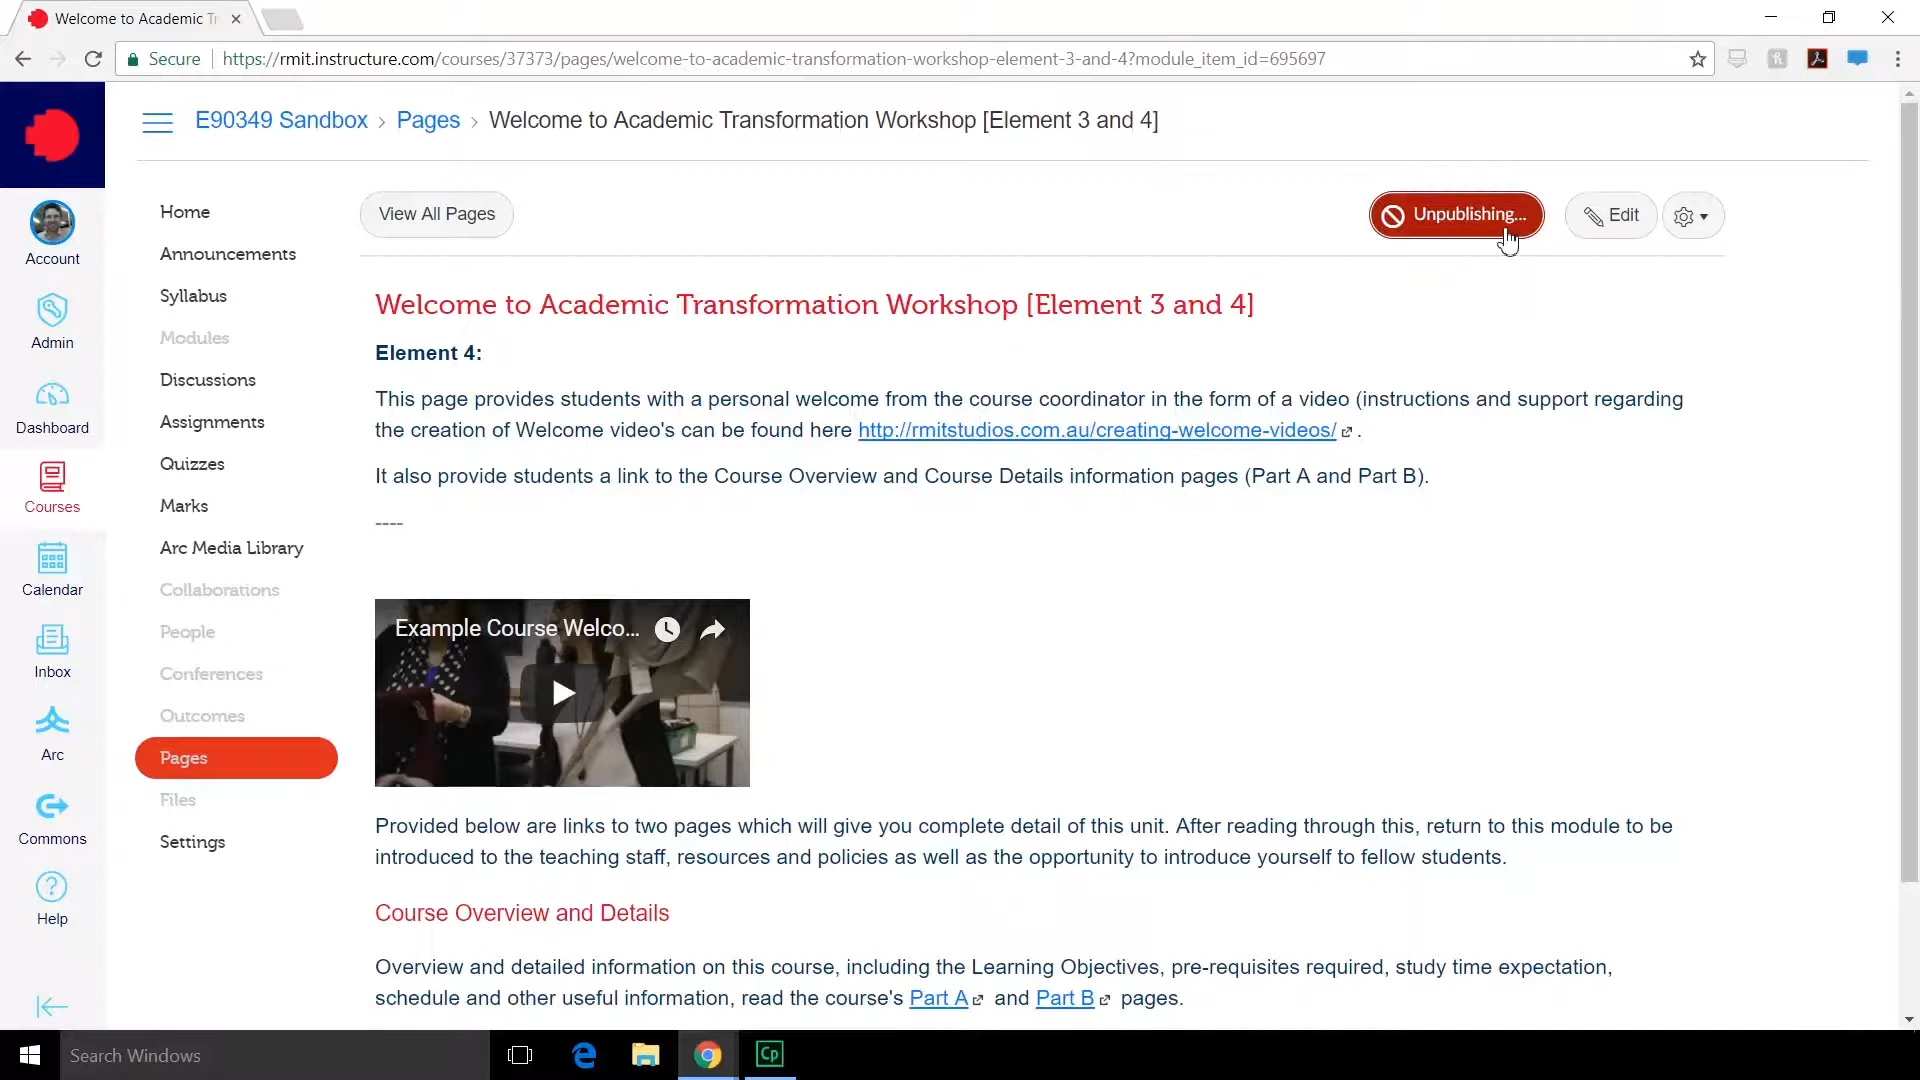 Welcome to Academic Tr
Secure
https://rmit.instructure.com/courses/37373/pages/welcome-to-academic-transformation-workshop-element-3-and-4?module_item_id=695697
E90349 Sandbox > Pages > Welcome to Academic Transformation Workshop [Element 3 and 4]
Account
Admin
Dashboard
Courses
Calendar
Inbox
Arc
Commons
Help
Home
Announcements
Syllabus
Modules
Discussions
Assignments
Quizzes
Marks
Arc Media Library
Collaborations
People
Conferences
Outcomes
Pages
Files
Settings
View All Pages
Unpublishing...
Edit
Welcome to Academic Transformation Workshop [Element 3 and 4]
Element 4:
This page provides students with a personal welcome from the course coordinator in the form of a video (instructions and support regarding
the creation of Welcome video's can be found here http://rmitstudios.com.au/creating-welcome-videos/ .
It also provide students a link to the Course Overview and Course Details information pages (Part A and Part B).
----
Example Course Welco...
Provided below are links to two pages which will give you complete detail of this unit. After reading through this, return to this module to be
introduced to the teaching staff, resources and policies as well as the opportunity to introduce yourself to fellow students.
Course Overview and Details
Overview and detailed information on this course, including the Learning Objectives, pre-requisites required, study time expectation,
schedule and other useful information, read the course's Part A and Part B pages.
Search Windows
Cp